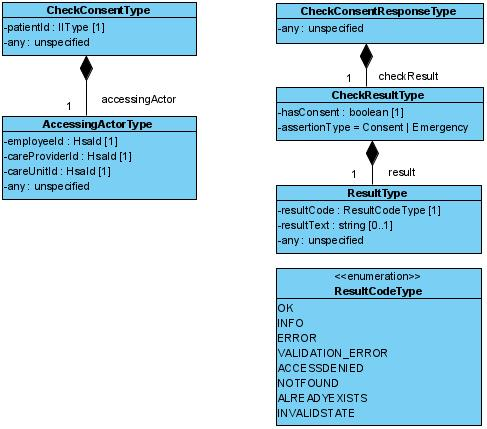 CheckConsentType
-patientId : IIType [1]
-any : unspecified
1
accessingActor
AccessingActorType
-employeeId : HsaId [1]
-careProviderId : HsaId [1]
-careUnitId : HsaId [1]
-any : unspecified
CheckConsentResponseType
-any : unspecified
1
checkResult
CheckResultType
-hasConsent : boolean [1]
-assertionType = Consent | Emergency
1
result
ResultType
-resultCode : ResultCodeType [1]
-resultText : string [0..1]
-any : unspecified
<<enumeration>>
ResultCodeType
OK
INFO
ERROR
VALIDATION_ERROR
ACCESSDENIED
NOTFOUND
ALREADYEXISTS
INVALIDSTATE